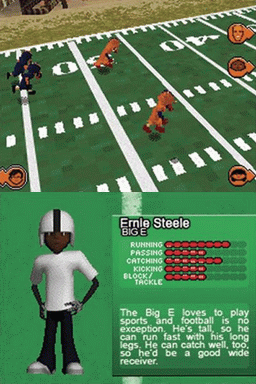 40
Ernie Steele
BIG E
RUNNING
PASSING
CATCHING
KICKING
BLOCK/
TACKLE
The Big E loves to play
sports and football is no
exception. He's tall, so he
can run fast with his long
legs. He can catch well, too,
so he'd be a good wide
receiver.